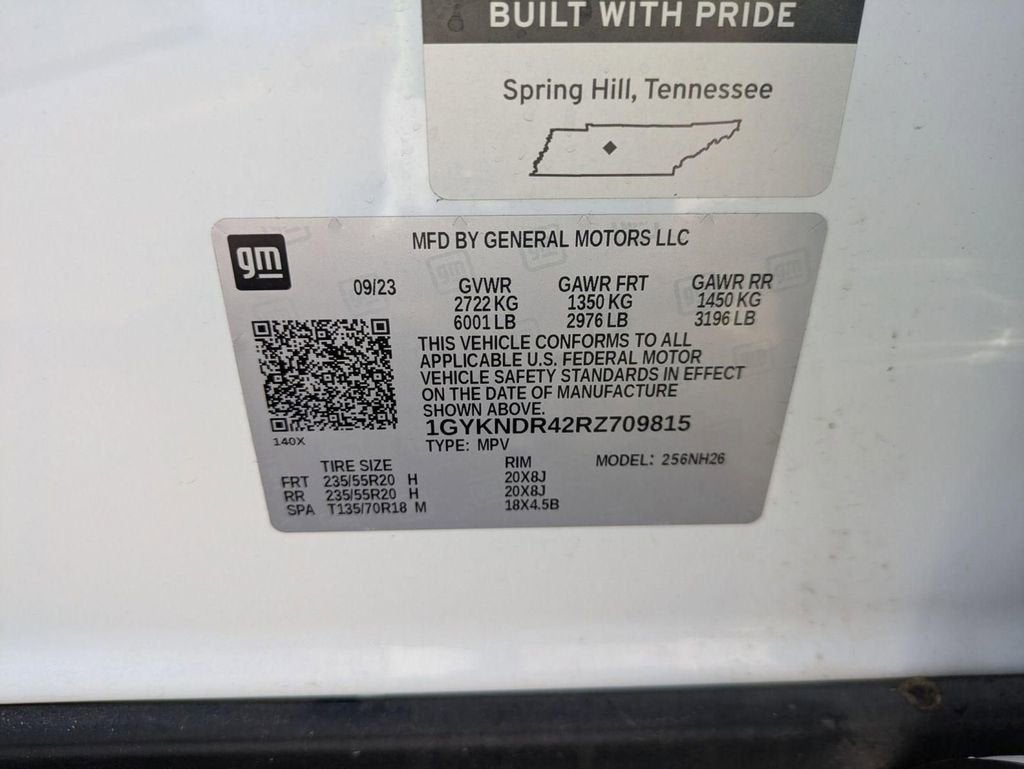 BUILT WITH PRIDE
Spring Hill, Tennessee
gm
MFD BY GENERAL MOTORS LLC
09/23 GVWR GAWR FRT GAWR RR
2722 KG 1350 KG 1450 KG
6001 LB 2976 LB 3196 LB
THIS VEHICLE CONFORMS TO ALL
APPLICABLE U.S. FEDERAL MOTOR
VEHICLE SAFETY STANDARDS IN EFFECT
ON THE DATE OF MANUFACTURE
SHOWN ABOVE.
1GYKNDR42RZ709815
140X
TYPE: MPV
TIRE SIZE RIM MODEL: 256NH26
FRT 235/55R20 H 20X8J
RR 235/55R20 H 20X8J
SPA T135/70R18 M 18X4.5B